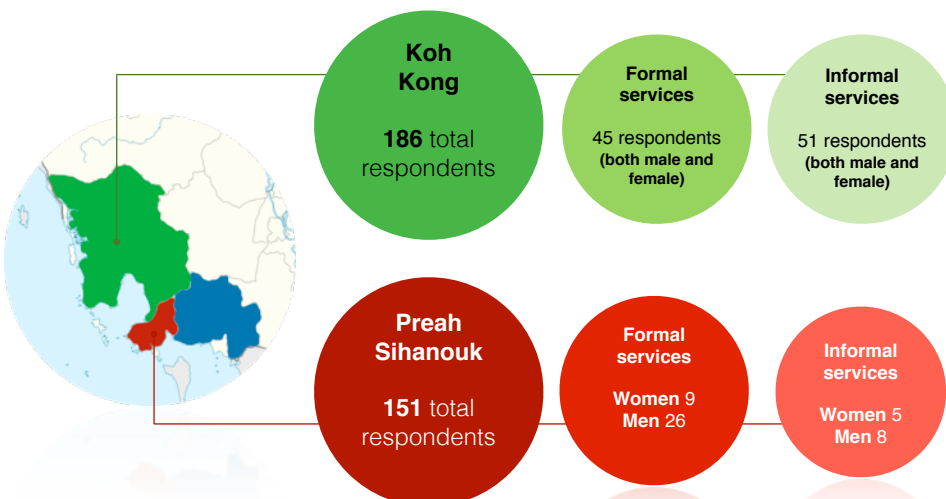 Koh
Kong
186 total
respondents
Formal
services
45 respondents
(both male and
female)
Informal
services
51 respondents
(both male and
female)
Preah
Sihanouk
151 total
respondents
Formal
services
Women 9
Men 26
Informal
services
Women 5
Men 8